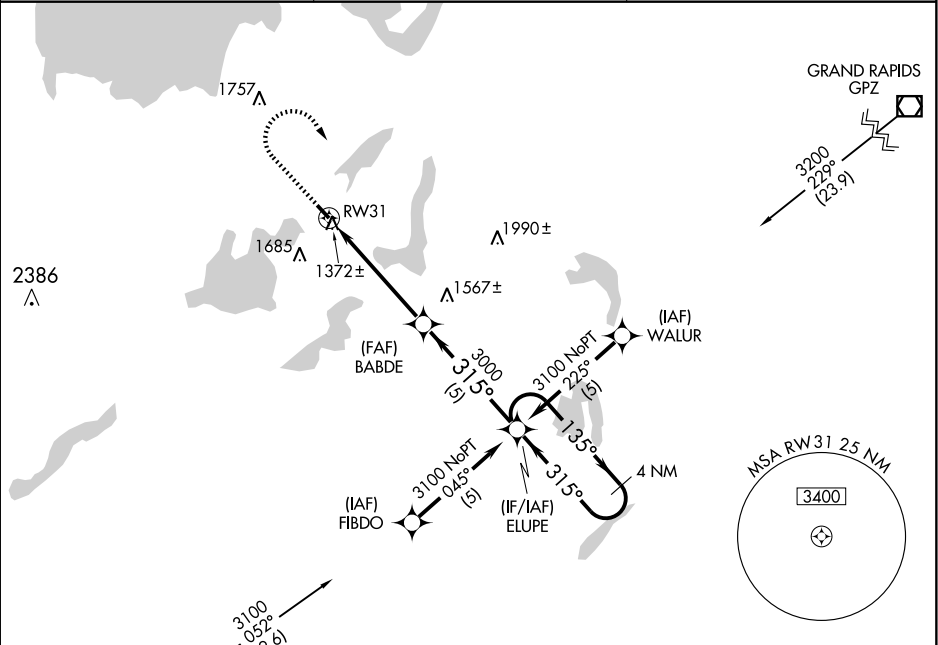 1757
GRAND RAPIDS
GPZ
3200
229°
(23.9)
RW31
1990±
1685
1372±
2386
1567±
(IAF)
WALUR
(FAF)
BABDE
3000
315°
(5)
3100 NoPT
225°
(5)
135°
4 NM
315°
3100 NoPT
045°
(5)
(IAF)
FIBDO
(IF/IAF)
ELUPE
MSA RW31 25 NM
3400
3100
052°